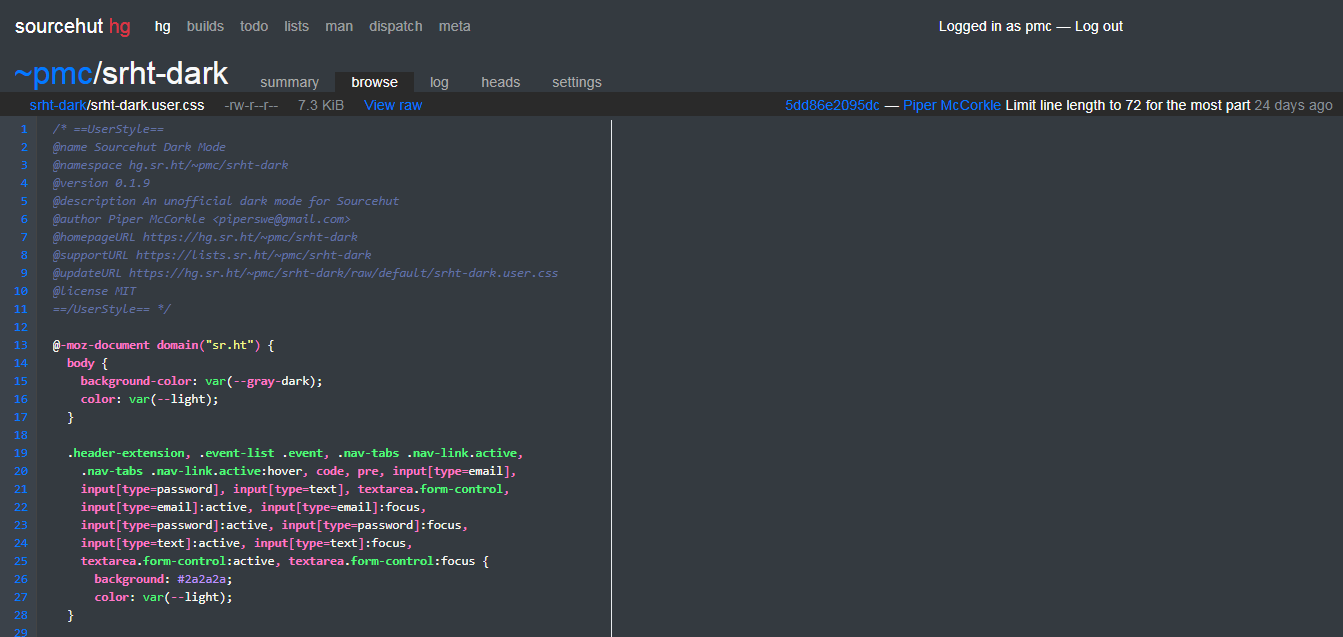 sourcehut hg hg builds todo lists man dispatch meta Logged in as pmc — Log out
~pmc/srht-dark summary browse log heads settings
srht-dark/srht-dark.user.css -rw-r--r-- 7.3 KiB View raw 5dd86e2095dc — Piper McCorkle Limit line length to 72 for the most part 24 days ago
1 /* ==UserStyle==
2 @name Sourcehut Dark Mode
3 @namespace hg.sr.ht/~pmc/srht-dark
4 @version 0.1.9
5 @description An unofficial dark mode for Sourcehut
6 @author Piper McCorkle <piperswe@gmail.com>
7 @homepageURL https://hg.sr.ht/~pmc/srht-dark
8 @supportURL https://lists.sr.ht/~pmc/srht-dark
9 @updateURL https://hg.sr.ht/~pmc/srht-dark/raw/default/srht-dark.user.css
10 @license MIT
11 ==/UserStyle== */
12
13 @-moz-document domain("sr.ht") {
14 body {
15 background-color: var(--gray-dark);
16 color: var(--light);
17 }
18
19 .header-extension, .event-list .event, .nav-tabs .nav-link.active,
20 .nav-tabs .nav-link.active:hover, code, pre, input[type=email],
21 input[type=password], input[type=text], textarea.form-control,
22 input[type=email]:active, input[type=email]:focus,
23 input[type=password]:active, input[type=password]:focus,
24 input[type=text]:active, input[type=text]:focus,
25 textarea.form-control:active, textarea.form-control:focus {
26 background: #2a2a2a;
27 color: var(--light);
28 }
29